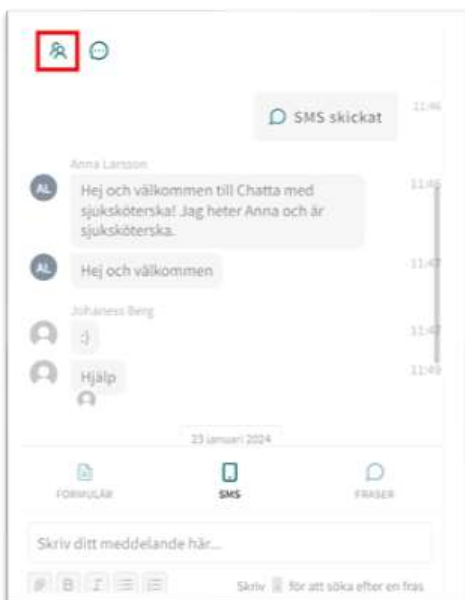 SMS skickat
11:46
Anna Larsson
AL
Hej och välkommen till Chatta med
sjuksköterska! Jag heter Anna och är
sjuksköterska.
AL
Hej och välkommen
11:47
Johaness Berg
:)
11:47
Hjälp
11:49
23 januari 2024
FORMULÄR
SMS
FRASER
Skriv ditt meddelande här...
B I
Skriv för att söka efter en fras